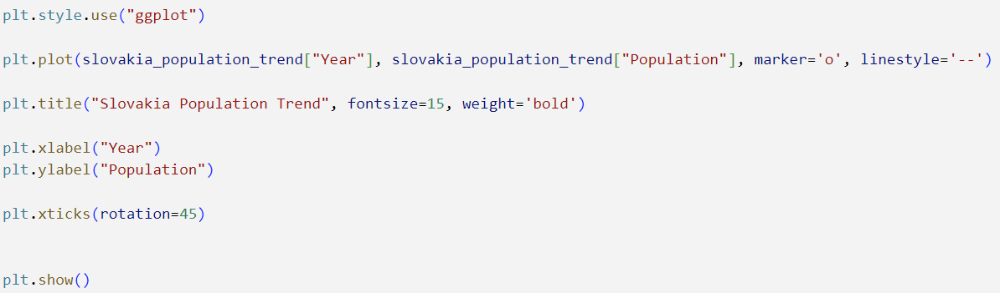 plt.style.use("ggplot")
plt.plot(slovakia_population_trend["Year"], slovakia_population_trend["Population"], marker='o', linestyle='--')
plt.title("Slovakia Population Trend", fontsize=15, weight='bold')
plt.xlabel("Year")
plt.ylabel("Population")
plt.xticks(rotation=45)
plt.show()